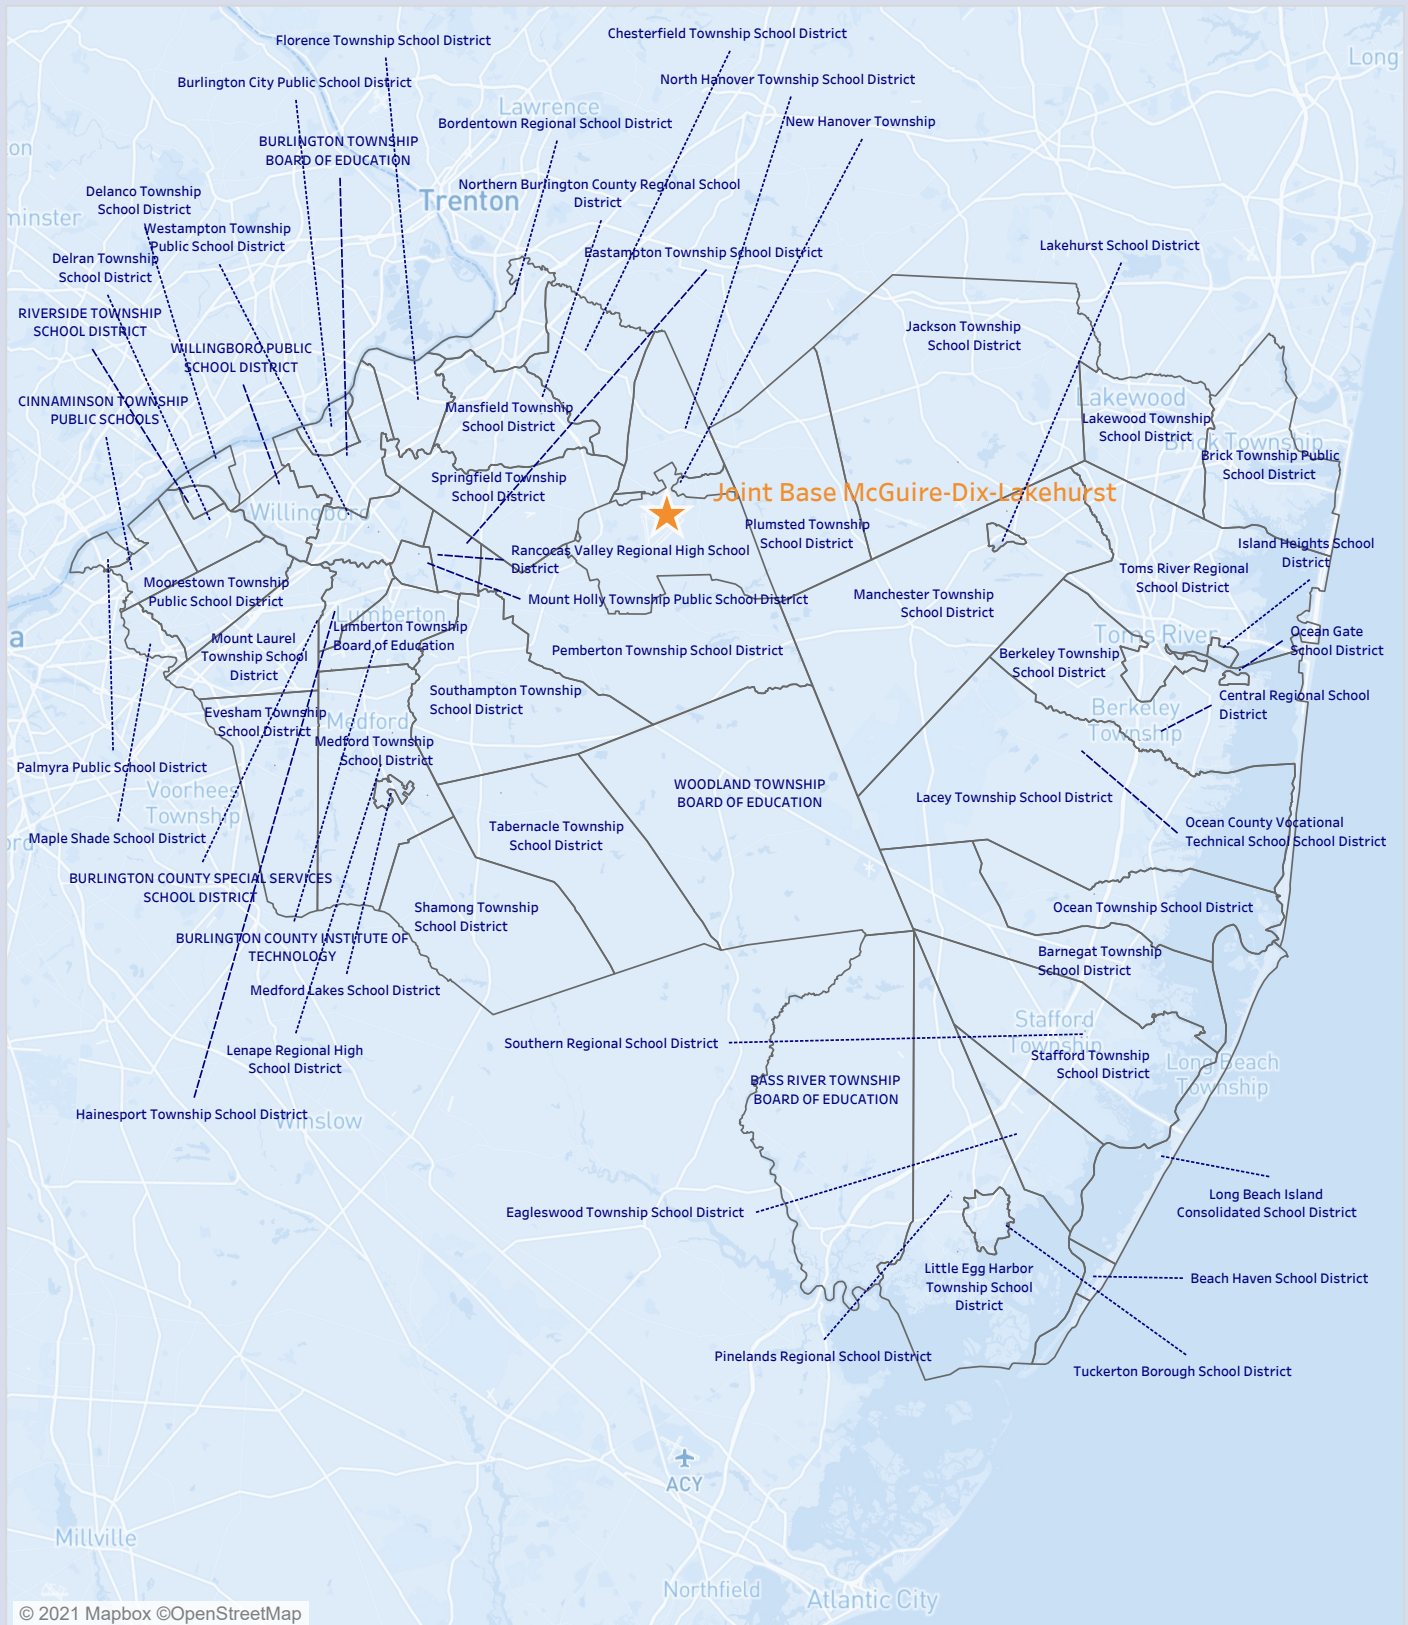 Florence Township School District
Chesterfield Township School District
Long
Burlington City Public School District
North Hanover Township School District
Lawrence
Bordentown Regional School District
New Hanover Township
BURLINGTON TOWNSHIP
BOARD OF EDUCATION
on
Delanco Township
School District
Northern Burlington County Regional School
District
Trenton
minster
Westampton Township
Public School District
Eastampton Township School District
Lakehurst School District
Delran Township
School District
RIVERSIDE TOWNSHIP
SCHOOL DISTRICT
Jackson Township
School District
WILLINGBORO PUBLIC
SCHOOL DISTRICT
CINNAMINSON TOWNSHIP
PUBLIC SCHOOLS
Mansfield Township
School District
Lakewood
Lakewood Township
School District
Brick Township
Brick Township Public
School District
Springfield Township
School District
Joint Base McGuire-Dix-Lakehurst
Willingboro
Plumsted Township
School District
Rancocas Valley Regional High School
District
Island Heights School
District
Moorestown Township
Public School District
Toms River Regional
School District
Mount Holly Township Public School District
Manchester Township
School District
Lumberton
Lumberton Township
Board of Education
a
Mount Laurel
Township School
District
Toms River
Ocean Gate
School District
Pemberton Township School District
Berkeley Township
School District
Southampton Township
School District
Central Regional School
District
Evesham Township
School District
Medford
Berkeley
Township
Medford Township
School District
Palmyra Public School District
Voorhees
Township
WOODLAND TOWNSHIP
BOARD OF EDUCATION
Lacey Township School District
Maple Shade School District
ord
Tabernacle Township
School District
Ocean County Vocational
Technical School School District
BURLINGTON COUNTY SPECIAL SERVICES
SCHOOL DISTRICT
Shamong Township
School District
Ocean Township School District
BURLINGTON COUNTY INSTITUTE OF
TECHNOLOGY
Barnegat Township
School District
Medford Lakes School District
Stafford
Township
Southern Regional School District
Lenape Regional High
School District
Stafford Township
School District
Long Beach
Township
BASS RIVER TOWNSHIP
BOARD OF EDUCATION
Hainesport Township School District
Winslow
Eagleswood Township School District
Long Beach Island
Consolidated School District
Little Egg Harbor
Township School
District
Beach Haven School District
Pinelands Regional School District
Tuckerton Borough School District
ACY
Millville
Northfield
Atlantic City
© 2021 Mapbox ©OpenStreetMap